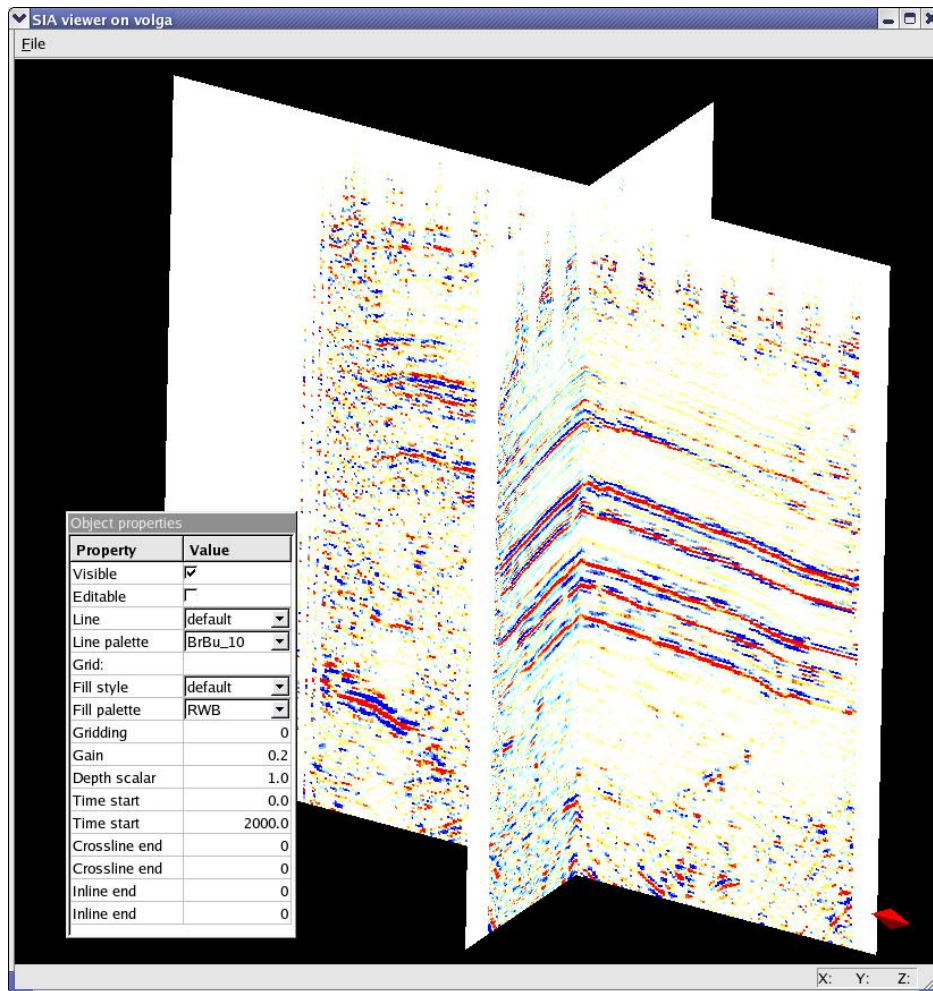 SIA viewer on volga
File
Object properties
Property Value
Visible
Editable
Line default
Line palette BrBu_10
Grid:
Fill style default
Fill palette RWB
Gridding 0
Gain 0.2
Depth scalar 1.0
Time start 0.0
Time start 2000.0
Crossline end 0
Crossline end 0
Inline end 0
Inline end 0
X: Y: Z: